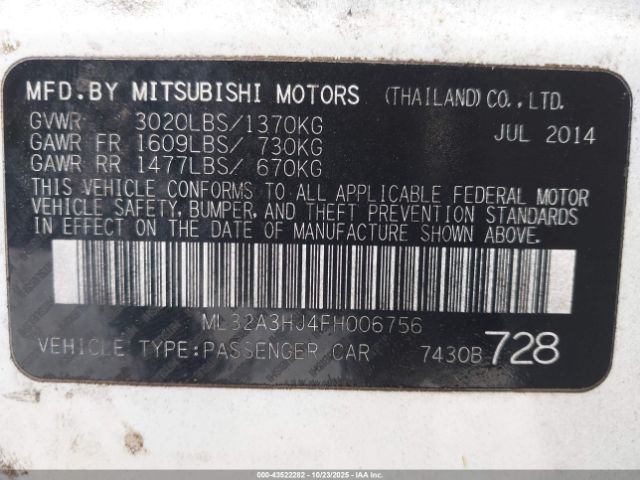 MFD.BY MITSUBISHI MOTORS (THAILAND)CO.,LTD.
GVWR 3020LBS/1370KG JUL 2014
GAWR FR 1609LBS/ 730KG
GAWR RR 1477LBS/ 670KG
THIS VEHICLE CONFORMS TO ALL APPLICABLE FEDERAL MOTOR
VEHICLE SAFETY, BUMPER, AND THEFT PREVENTION STANDARDS
IN EFFECT ON THE DATE OF MANUFACTURE SHOWN ABOVE.
ML32A3HJ4FH006756
VEHICLE TYPE:PASSENGER CAR 7430B 728
000-43522282 - 10/23/2025 - IAAI.COM